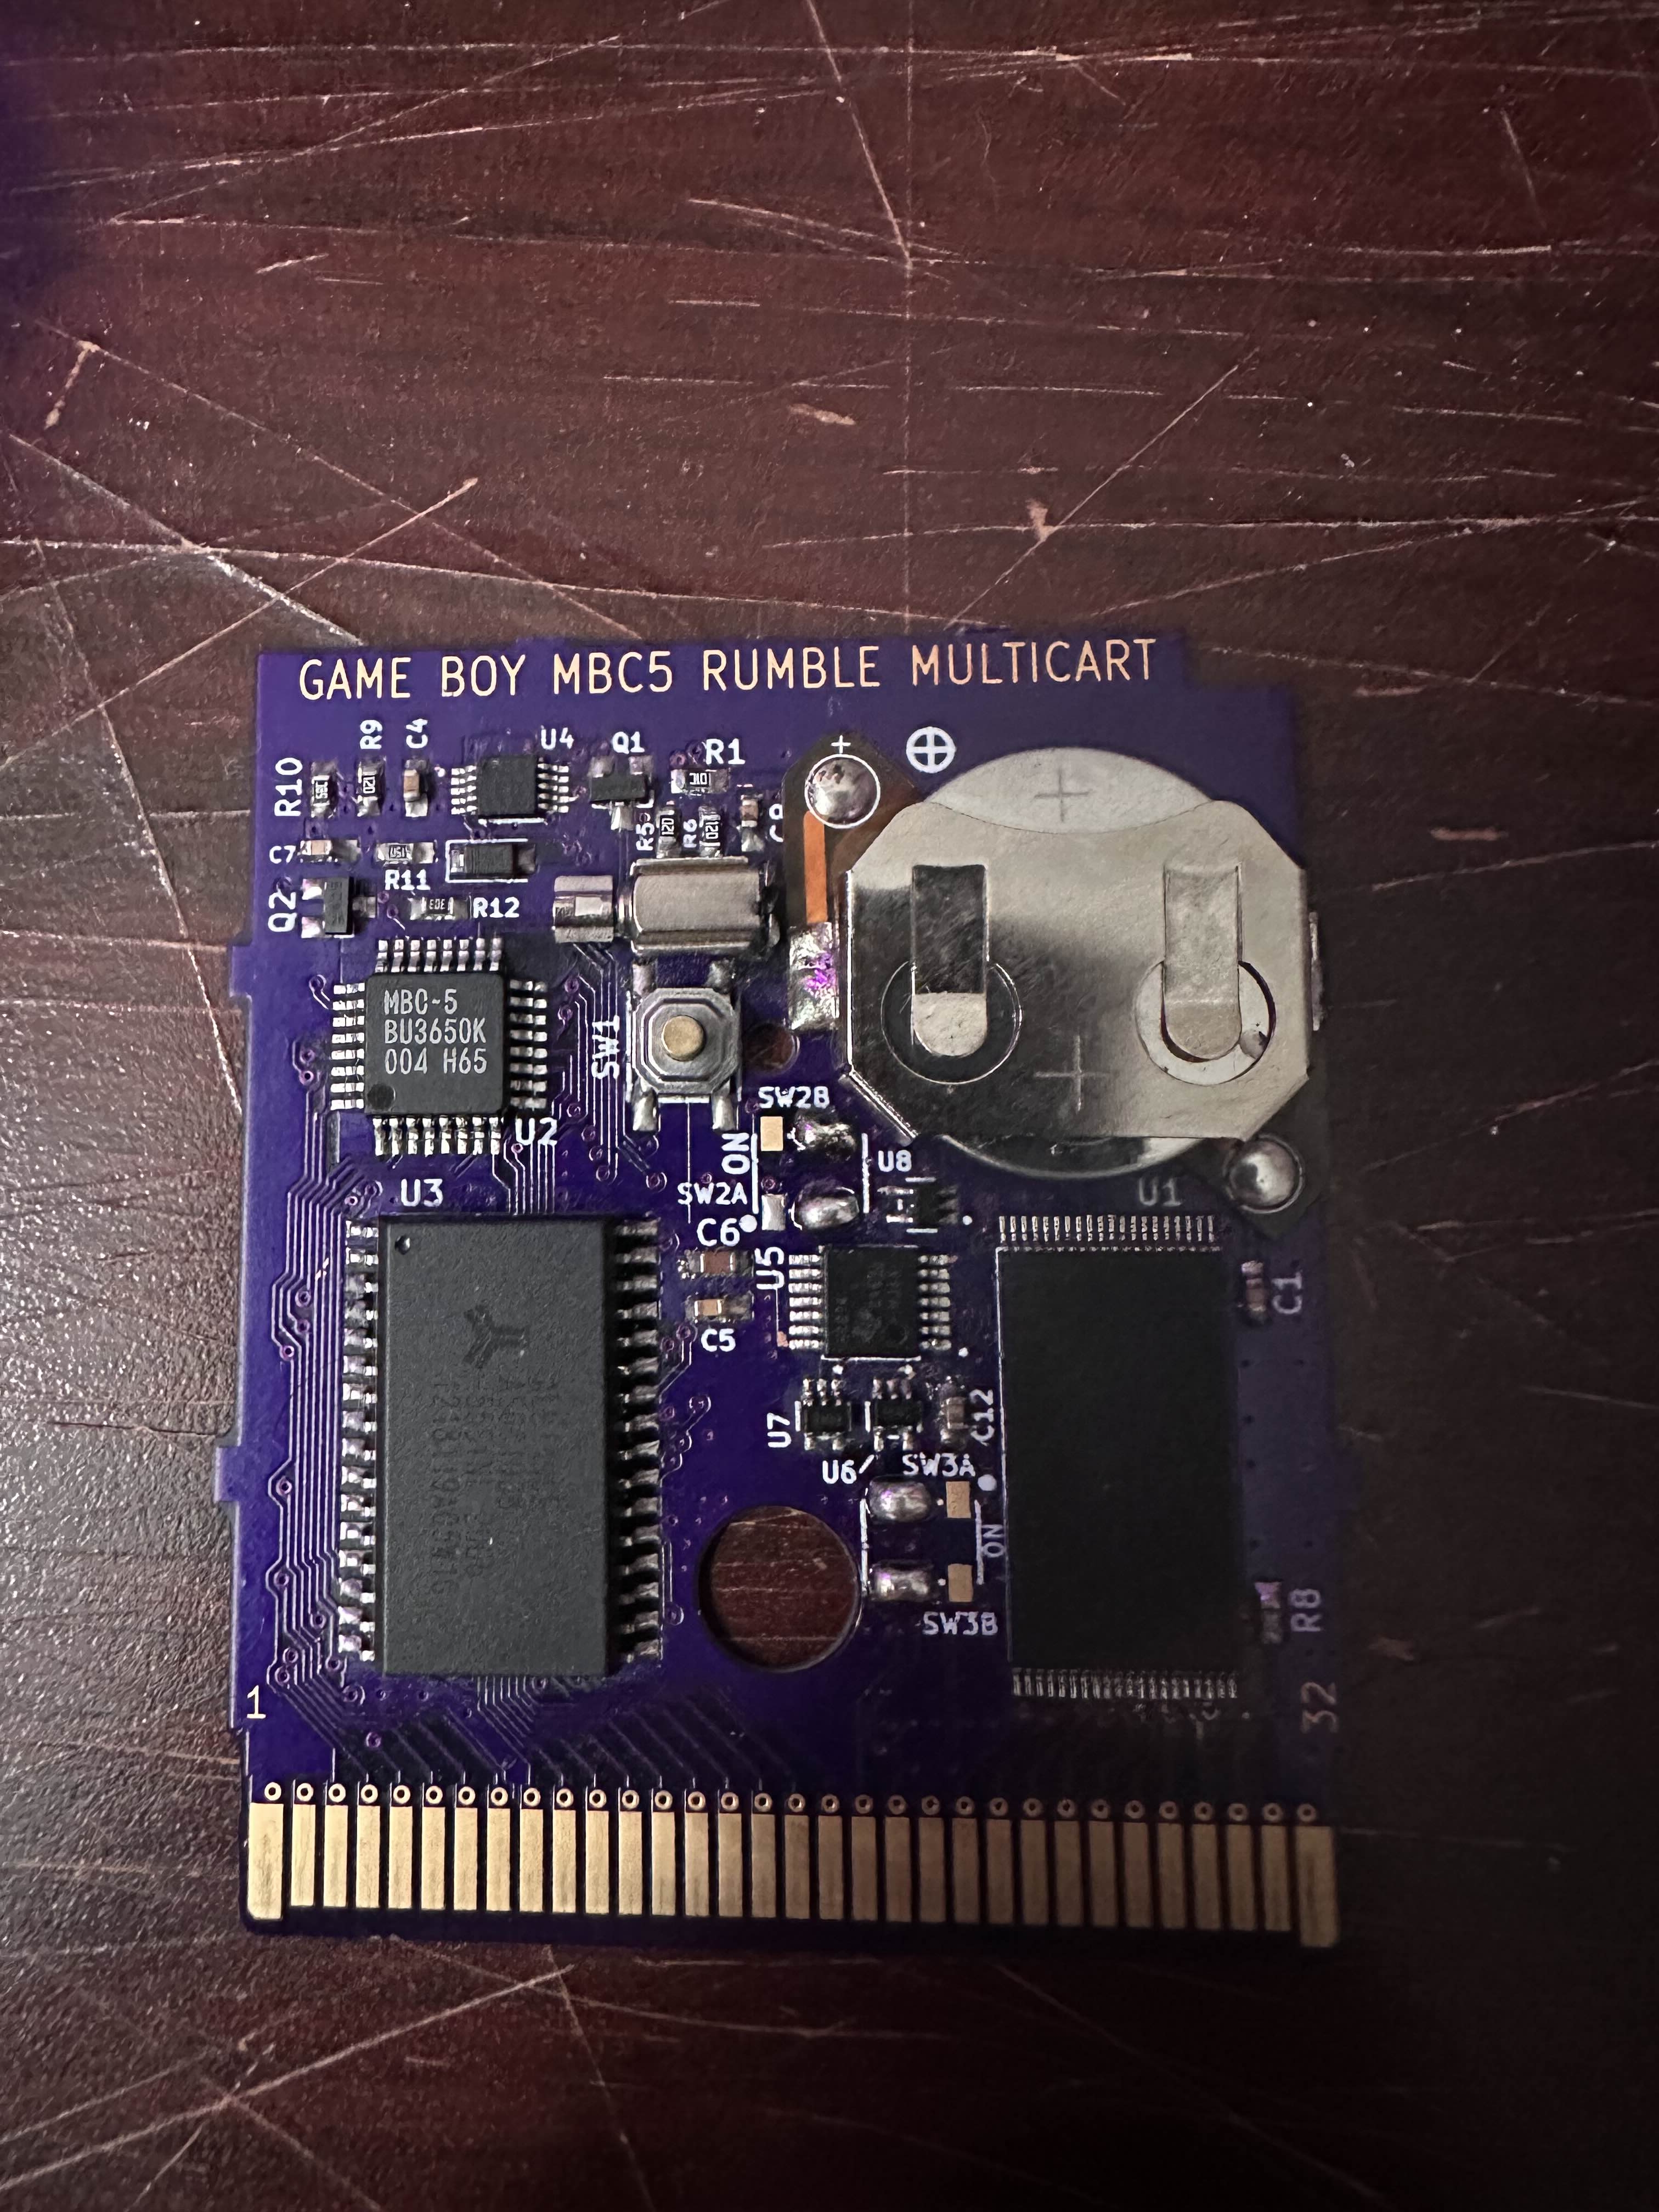 GAME BOY MBC5 RUMBLE MULTICART
R10
R9
C4
U4
Q1
R1
+
R5
R6
C7
R11
Q2
R12
MBC-5
BU3650K
004 H65
U2
SW1
SW2B
ON
SW2A
U8
U1
U3
C6
U5
C5
C1
U7
U6
C12
SW3A
ON
SW3B
R8
1
32